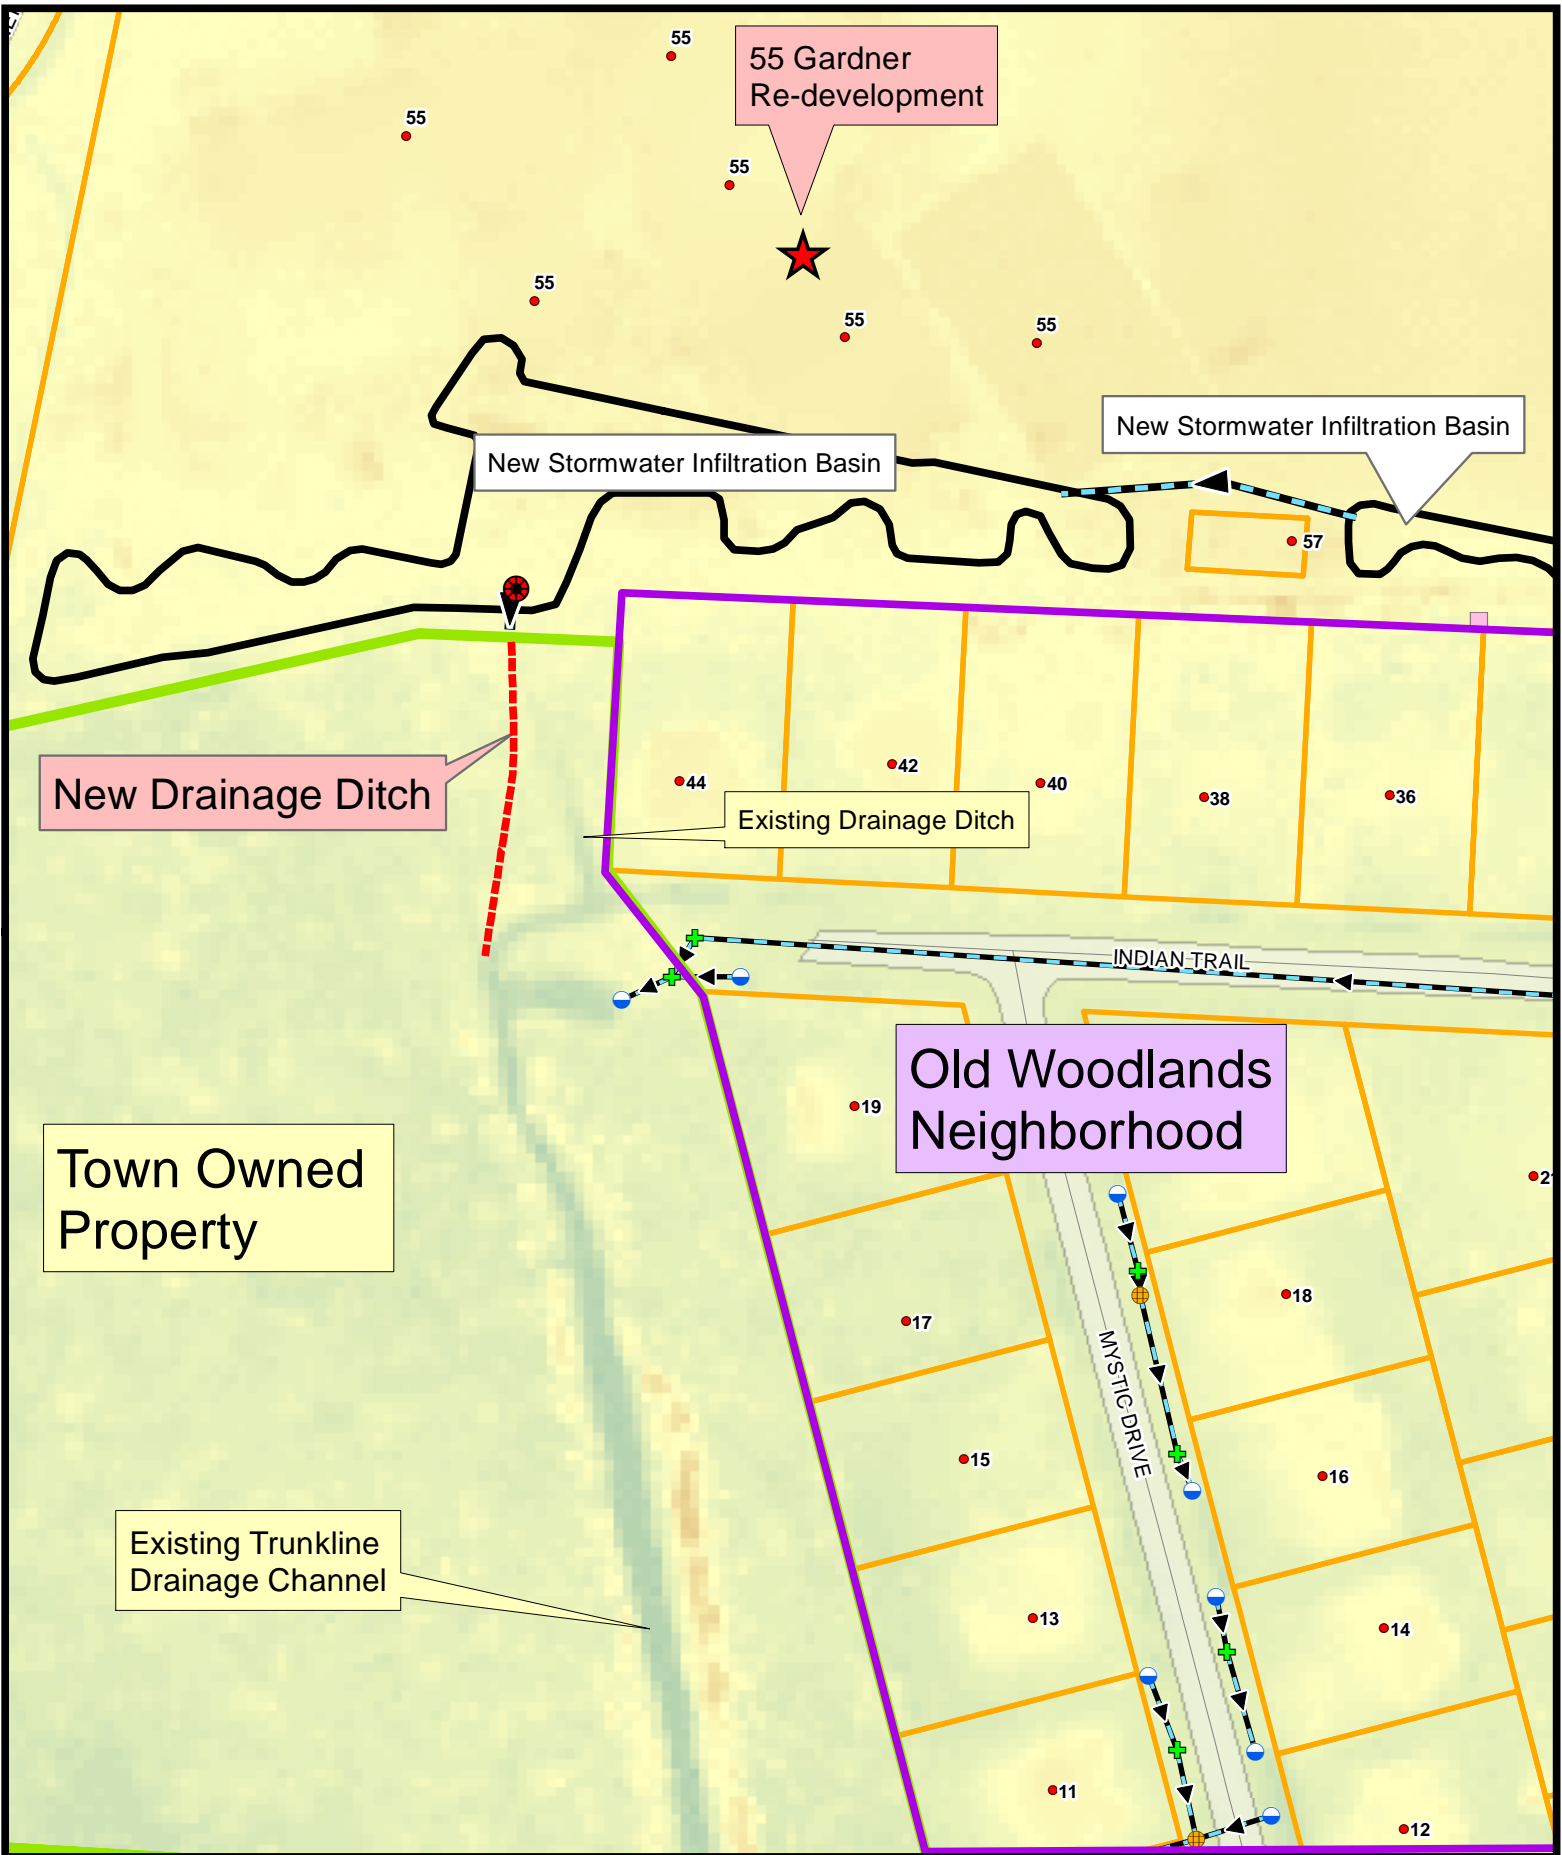 55
55 Gardner
Re-development
55
55
55
55
55
New Stormwater Infiltration Basin
New Stormwater Infiltration Basin
57
New Drainage Ditch
44
42
40
38
36
Existing Drainage Ditch
INDIAN TRAIL
Old Woodlands
Neighborhood
19
Town Owned
Property
18
17
MYSTIC DRIVE
15
16
Existing Trunkline
Drainage Channel
13
14
11
12